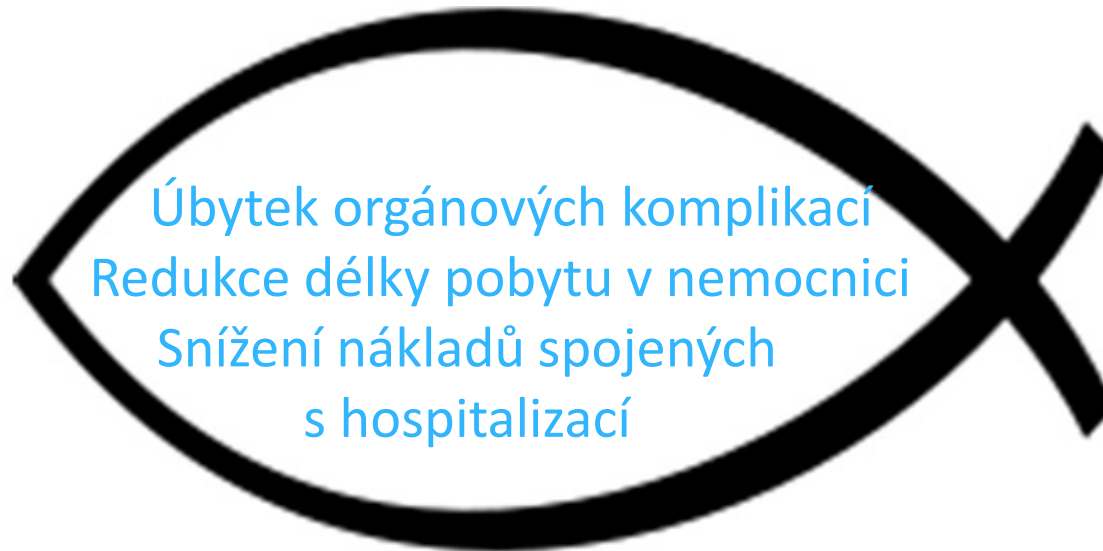 Úbytek orgánových komplikací
Redukce délky pobytu v nemocnici
Snížení nákladů spojených
s hospitalizací